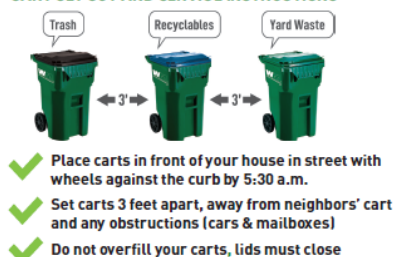 Trash
Recyclables
Yard Waste
3'
3'
Place carts in front of your house in street with
wheels against the curb by 5:30 a.m.
Set carts 3 feet apart, away from neighbors' cart
and any obstructions (cars & mailboxes)
Do not overfill your carts, lids must close